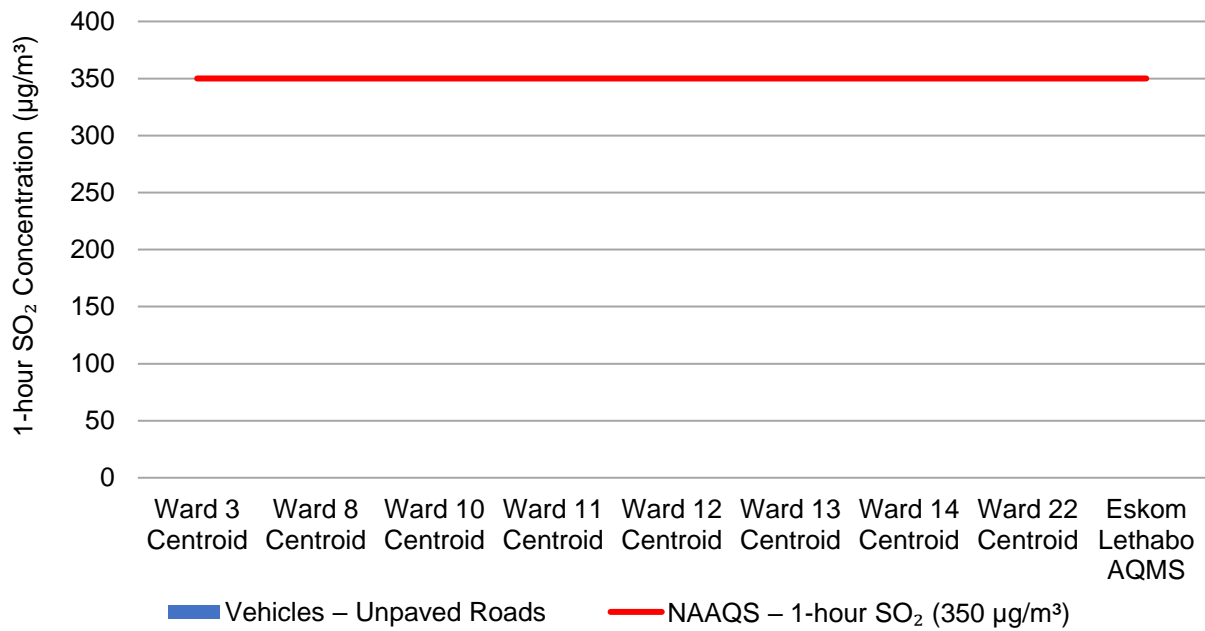 1-hour SO₂ Concentration (µg/m³)
400
350
300
250
200
150
100
50
0
Ward 3 Centroid
Ward 8 Centroid
Ward 10 Centroid
Ward 11 Centroid
Ward 12 Centroid
Ward 13 Centroid
Ward 14 Centroid
Ward 22 Centroid
Eskom Lethabo AQMS
Vehicles – Unpaved Roads
NAAQS – 1-hour SO₂ (350 µg/m³)